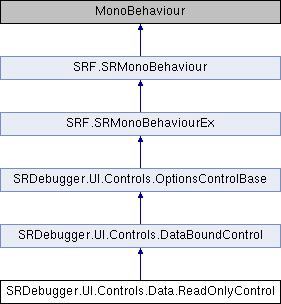 MonoBehaviour
SRF.SRMonoBehaviour
SRF.SRMonoBehaviourEx
SRDebugger.UI.Controls.OptionsControlBase
SRDebugger.UI.Controls.DataBoundControl
SRDebugger.UI.Controls.Data.ReadOnlyControl